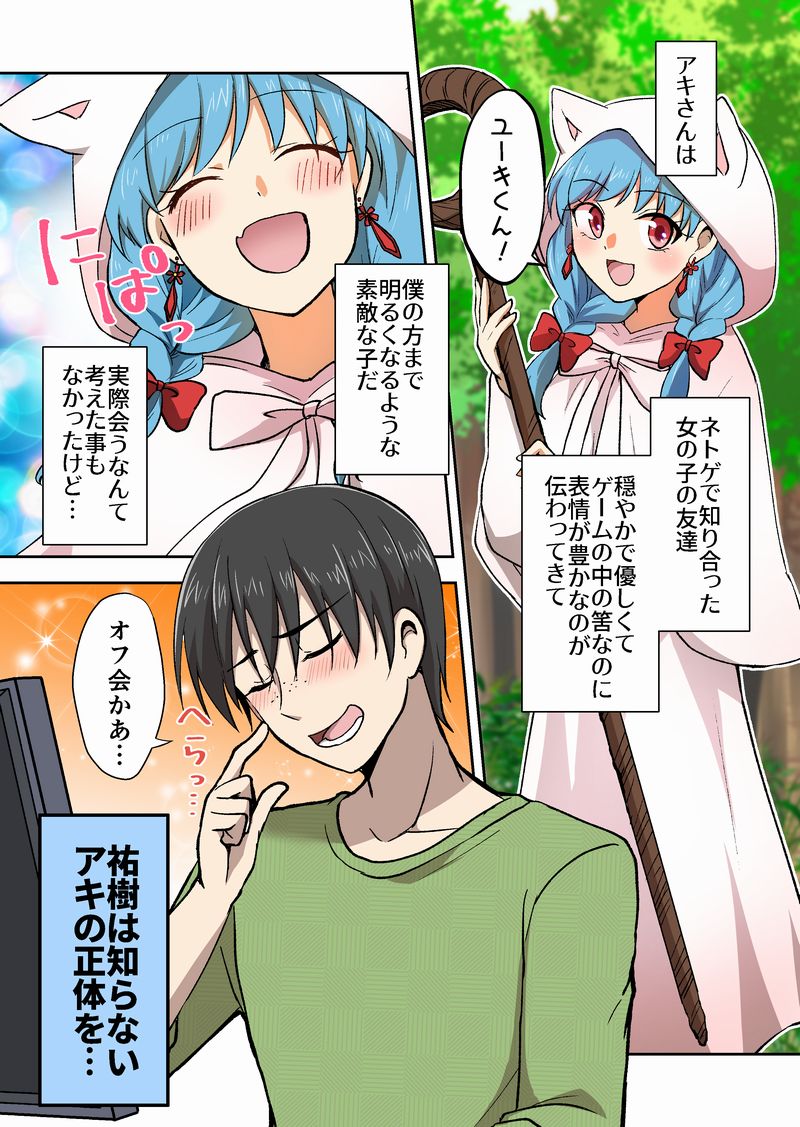 アキさんは
ユーキくん！
ネトゲで知り合った
女の子の友達
穏やかで優しくて
ゲームの中の筈なのに
表情が豊かなのが
伝わってきて
にぱっ
僕の方まで
明るくなるような
素敵な子だ
実際会うなんて
考えた事も
なかったけど…
オフ会かあ…
へらっ…
祐樹は知らない
アキの正体を…